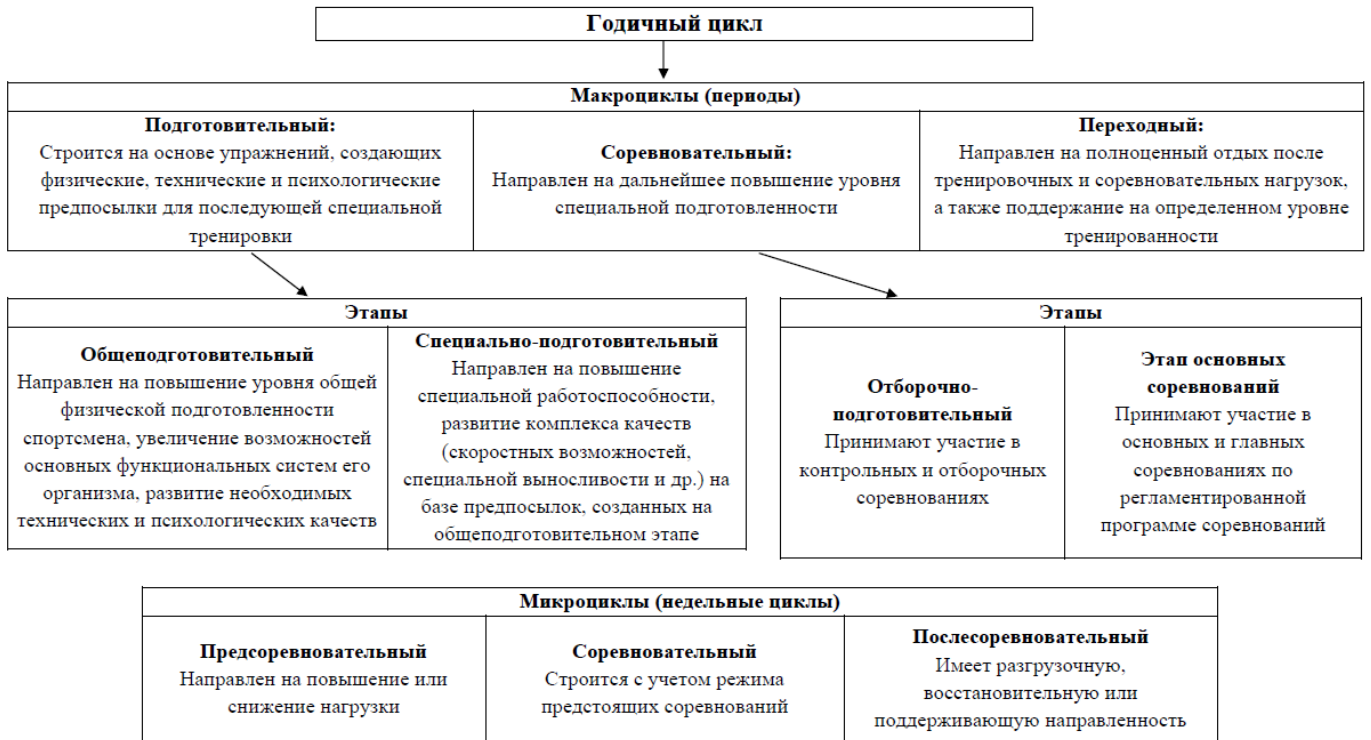 Годичный цикл
Макроциклы (периоды)
Подготовительный:
Строится на основе упражнений, создающих
физические, технические и психологические
предпосылки для последующей специальной
тренировки
Соревновательный:
Направлен на дальнейшее повышение уровня
специальной подготовленности
Переходный:
Направлен на полноценный отдых после
тренировочных и соревновательных нагрузок,
а также поддержание на определенном уровне
тренированности
Этапы
Общеподготовительный
Направлен на повышение уровня общей
физической подготовленности
спортсмена, увеличение возможностей
основных функциональных систем его
организма, развитие необходимых
технических и психологических качеств
Специально-подготовительный
Направлен на повышение
специальной работоспособности,
развитие комплекса качеств
(скоростных возможностей,
специальной выносливости и др.) на
базе предпосылок, созданных на
общеподготовительном этапе
Этапы
Отборочно-
подготовительный
Принимают участие в
контрольных и отборочных
соревнованиях
Этап основных
соревнований
Принимают участие в
основных и главных
соревнованиях по
регламентированной
программе соревнований
Микроциклы (недельные циклы)
Предсоревновательный
Направлен на повышение или
снижение нагрузки
Соревновательный
Строится с учетом режима
предстоящих соревнований
Послесоревновательный
Имеет разгрузочную,
восстановительную или
поддерживающую направленность